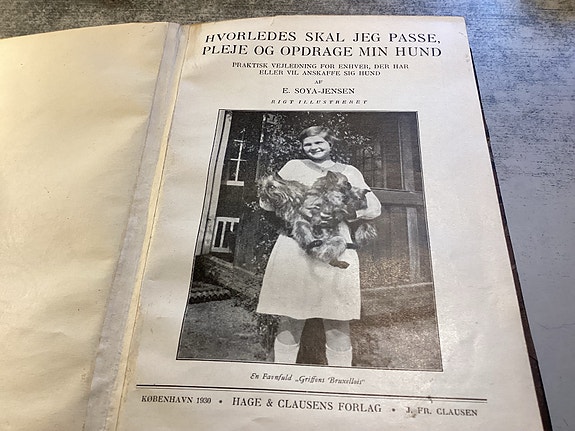 HVORLEDES SKAL JEG PASSE,
PLEJE OG OPDRAGE MIN HUND
PRAKTISK VEJLEDNING FOR ENHVER, DER HAR
ELLER VIL ANSKAFFE SIG HUND
AF
E. SOYA-JENSEN
RIGT ILLUSTRERET
En Favnfuld „Griffons Bruxellois“
KØBENHAVN 1930 • HAGE & CLAUSENS FORLAG • J. FR. CLAUSEN